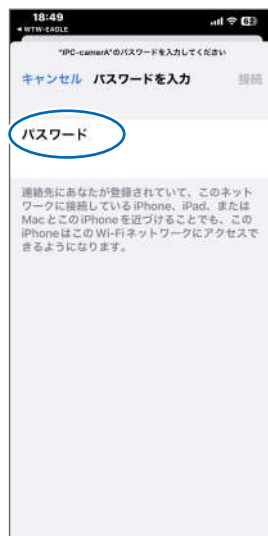 18:49
62
◀ WTW-EAGLE
"IPC-camerA"のパスワードを入力してください
キャンセル パスワードを入力 接続
パスワード
連絡先にあなたが登録されていて、このネット
ワークに接続しているiPhone、iPad、または
MacとこのiPhoneを近づけることでも、この
iPhoneはこのWi-Fiネットワークにアクセスで
きるようになります。